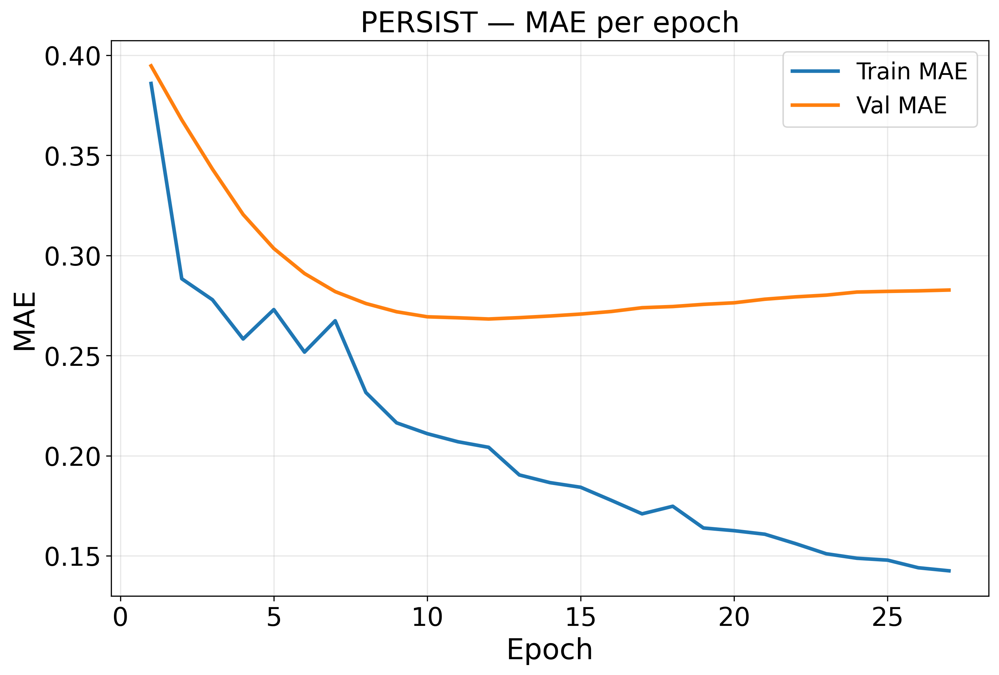 PERSIST — MAE per epoch
Train MAE
Val MAE
0.40
0.35
0.30
0.25
0.20
0.15
MAE
0 5 10 15 20 25
Epoch